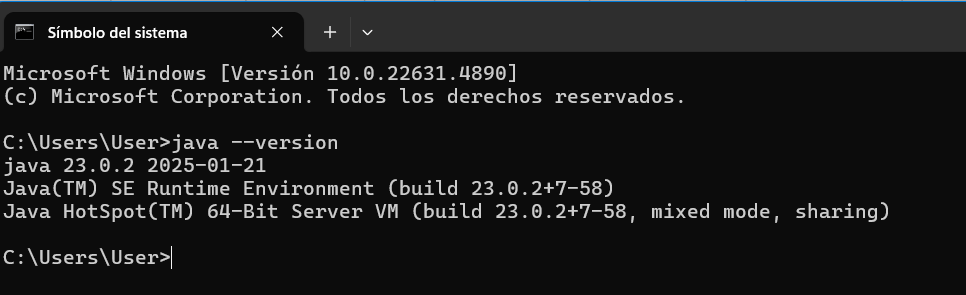 Símbolo del sistema
Microsoft Windows [Versión 10.0.22631.4890]
(c) Microsoft Corporation. Todos los derechos reservados.
C:\Users\User>java --version
java 23.0.2 2025-01-21
Java(TM) SE Runtime Environment (build 23.0.2+7-58)
Java HotSpot(TM) 64-Bit Server VM (build 23.0.2+7-58, mixed mode, sharing)
C:\Users\User>